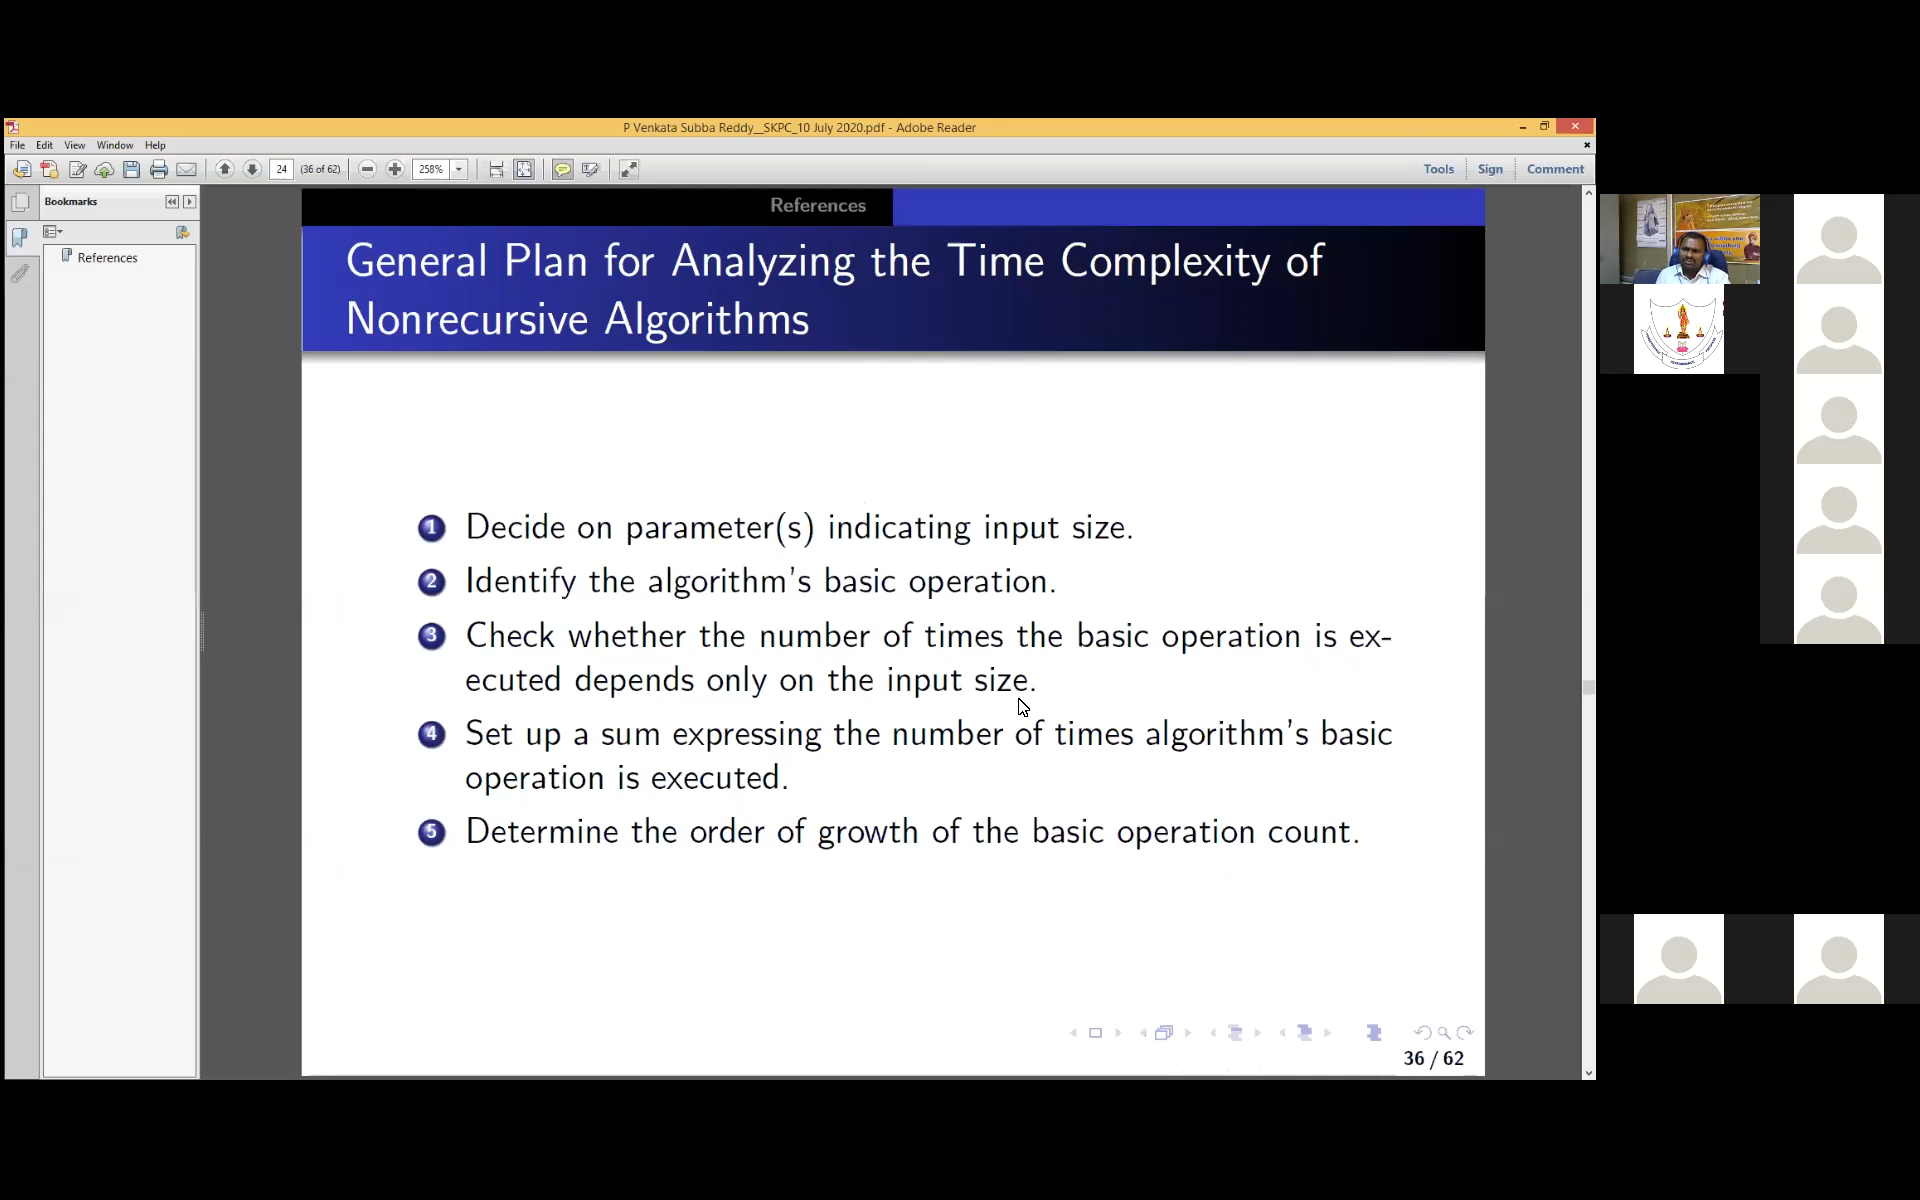 P Venkata Subba Reddy__SKPC_10 July 2020.pdf - Adobe Reader
File Edit View Window Help
24 (36 of 62) 258% Tools Sign Comment
Bookmarks
References
References
General Plan for Analyzing the Time Complexity of
Nonrecursive Algorithms
1 Decide on parameter(s) indicating input size.
2 Identify the algorithm's basic operation.
3 Check whether the number of times the basic operation is ex-
ecuted depends only on the input size.
4 Set up a sum expressing the number of times algorithm's basic
operation is executed.
5 Determine the order of growth of the basic operation count.
36 / 62